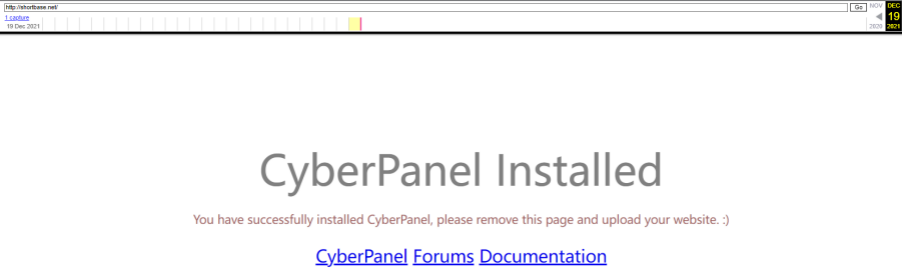 http://shortbase.net/ Go NOV DEC
1 capture 19
19 Dec 2021 2020 2021
CyberPanel Installed
You have successfully installed CyberPanel, please remove this page and upload your website. :)
CyberPanel Forums Documentation